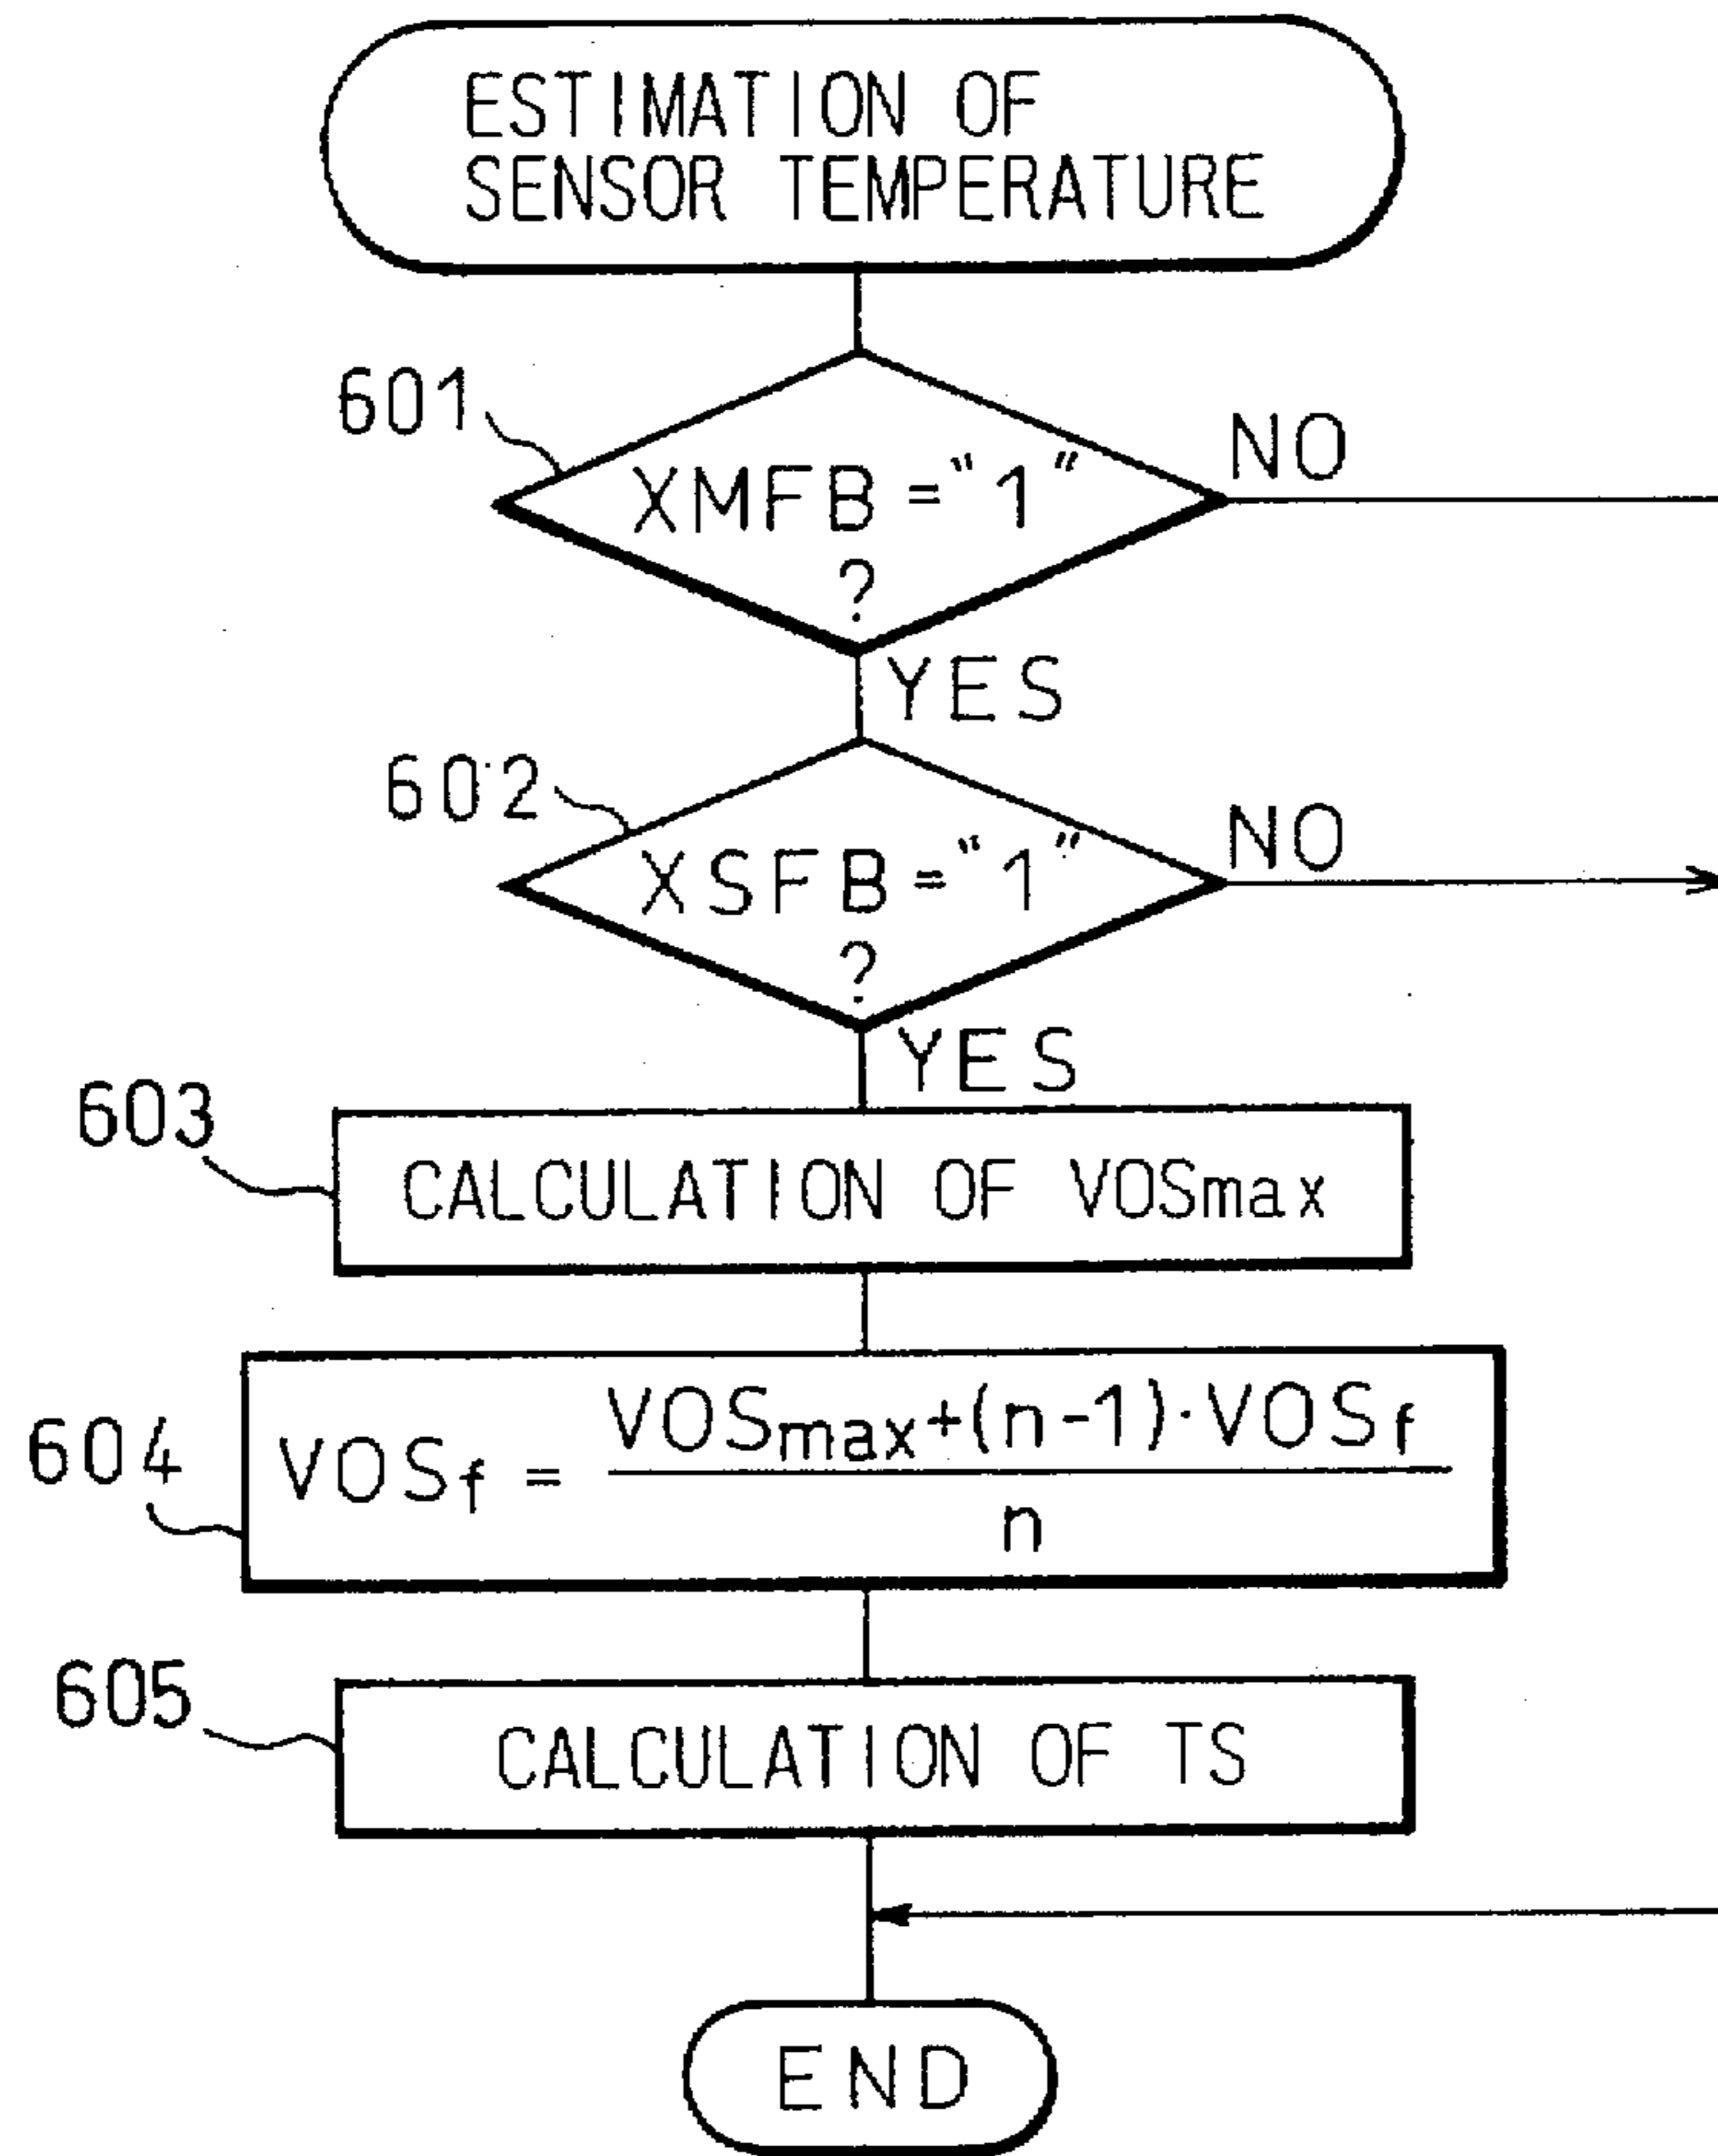 ESTIMATION OF
SENSOR TEMPERATURE
601
XMFB="1"
?
NO
YES
602
XSFB="1"
?
NO
YES
603
CALCULATION OF VOSmax
604
VOSf = VOSmax+(n-1)·VOSf
n
605
CALCULATION OF TS
END